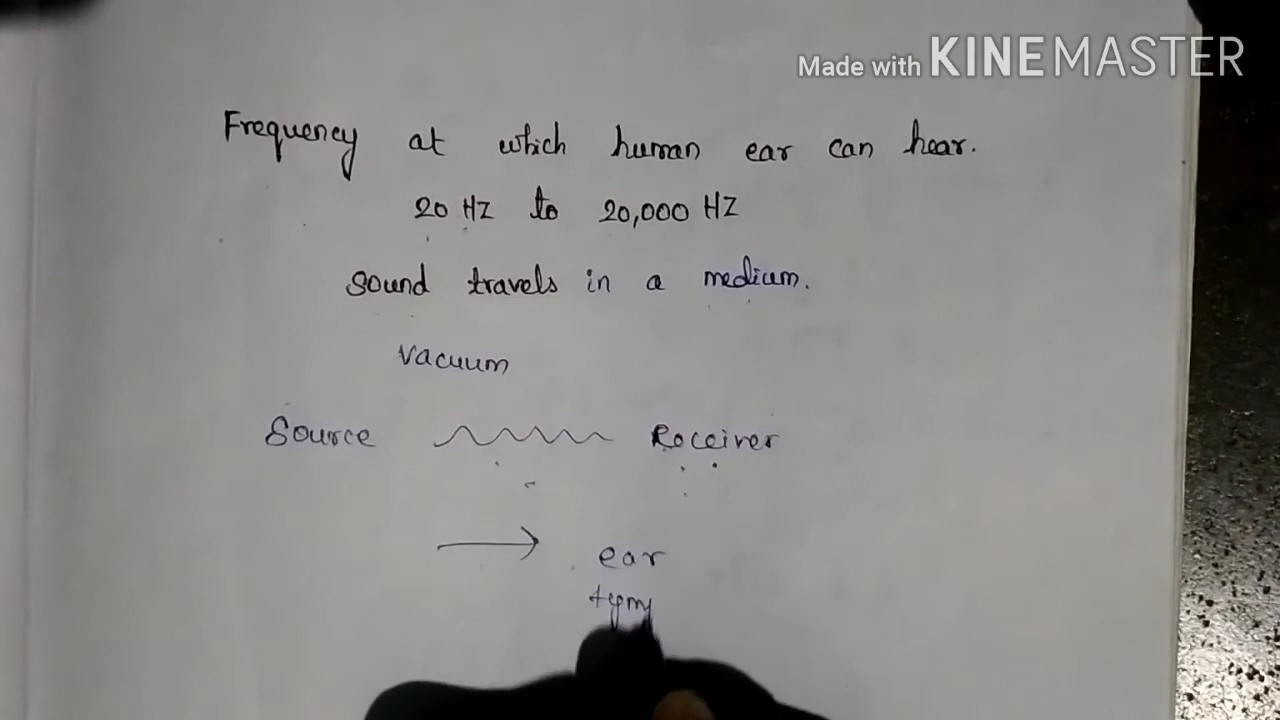 Made with KINEMASTER
Frequency at which human ear can hear.
20 HZ to 20,000 HZ
Sound travels in a medium.
Vacuum
Source Receiver
ear